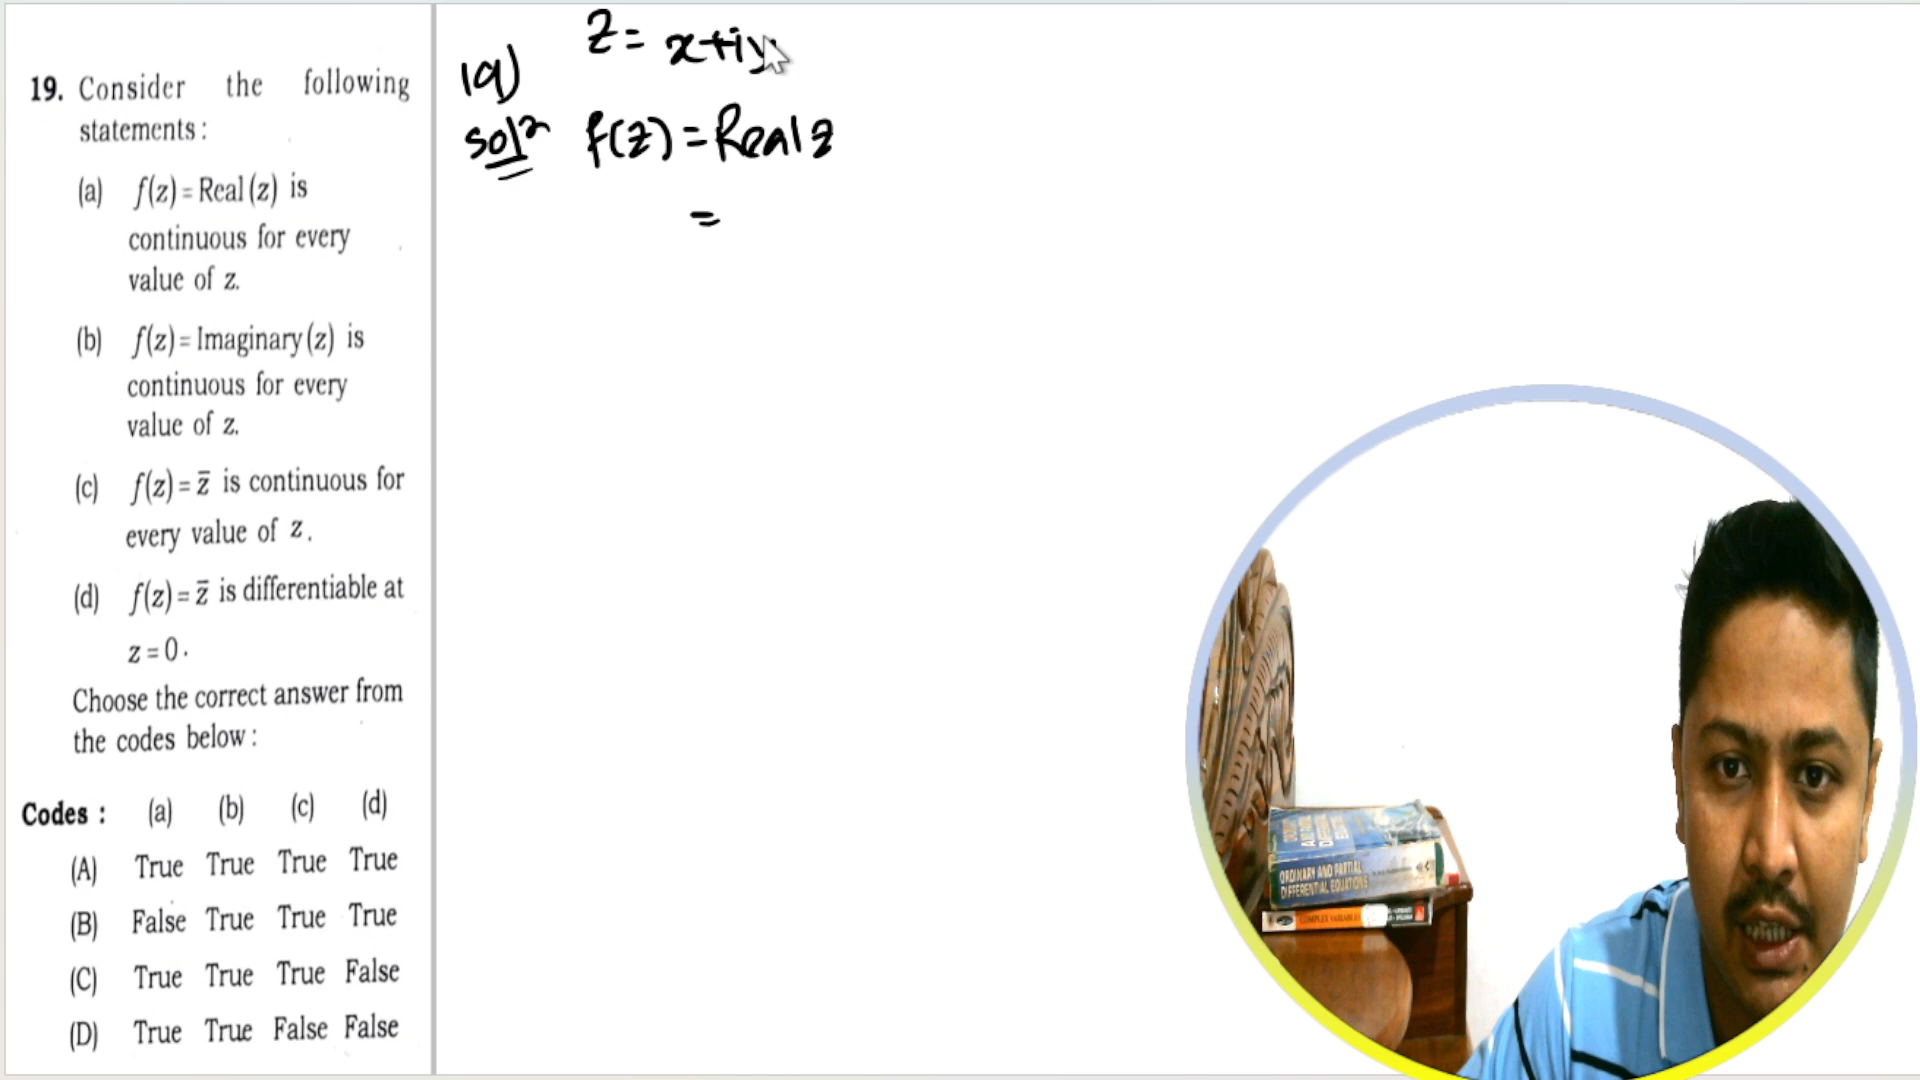 19. Consider the following
statements :
(a) f(z) = Real (z) is
continuous for every
value of z.
(b) f(z) = Imaginary (z) is
continuous for every
value of z.
(c) f(z) = z̄ is continuous for
every value of z.
(d) f(z) = z̄ is differentiable at
z = 0.
Choose the correct answer from
the codes below :
Codes : (a) (b) (c) (d)
(A) True True True True
(B) False True True True
(C) True True True False
(D) True True False False
z = x+iy
19)
Solⁿ f(z) = Real z
=
ORDINARY AND PARTIAL
DIFFERENTIAL EQUATIONS
COMPLEX VARIABLES